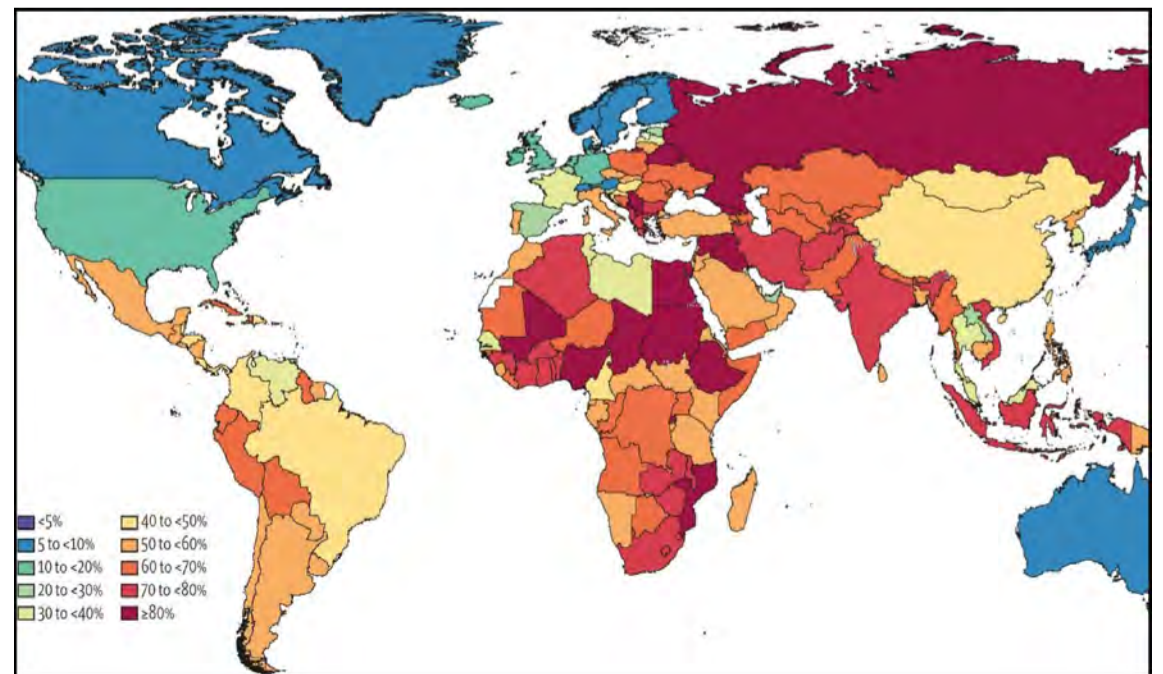 <5%
5 to <10%
10 to <20%
20 to <30%
30 to <40%
40 to <50%
50 to <60%
60 to <70%
70 to <80%
≥80%